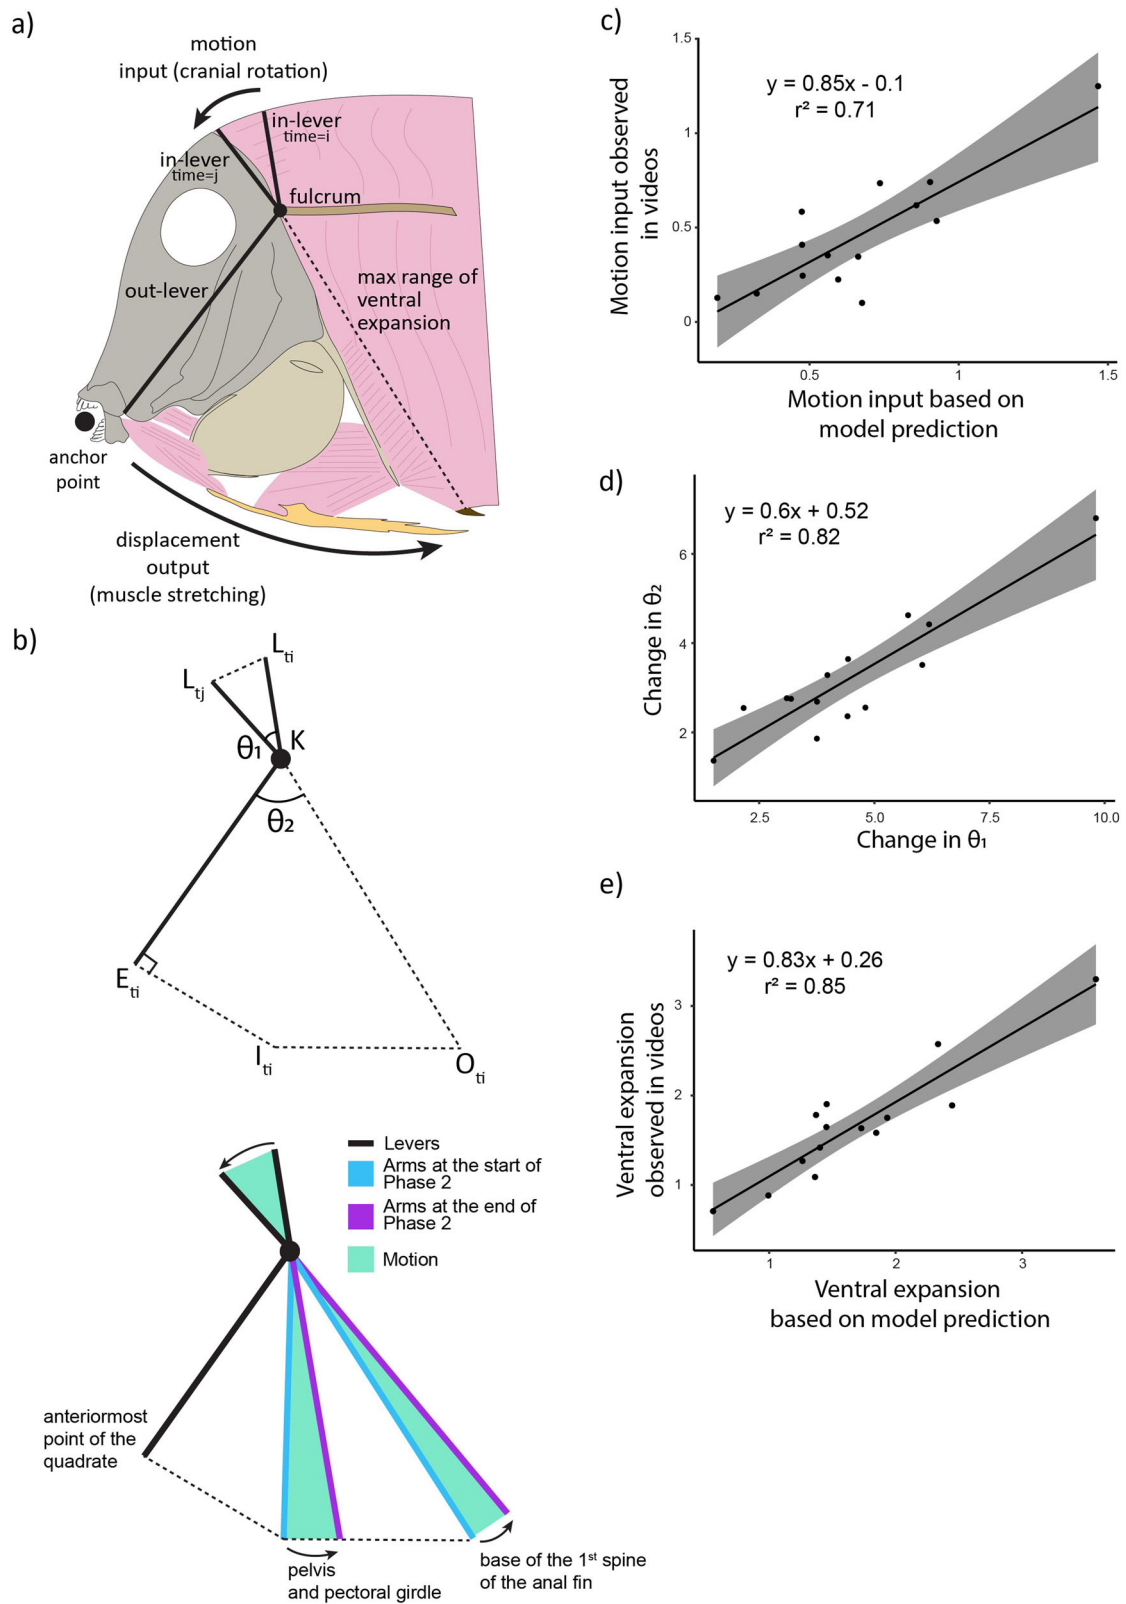 a)
motion
input (cranial rotation)
in-lever
time=i
in-lever
time=j
fulcrum
out-lever
max range of
ventral
expansion
anchor
point
displacement
output
(muscle stretching)
b)
L ti
L tj
K
θ1
θ2
E ti
I ti
O ti
Levers
Arms at the start of
Phase 2
Arms at the end of
Phase 2
Motion
anteriormost
point of the
quadrate
pelvis
and pectoral girdle
base of the 1st spine
of the anal fin
c)
1.5
1
0.5
0
y = 0.85x - 0.1
r² = 0.71
Motion input observed
in videos
0.5
1
1.5
Motion input based on
model prediction
d)
y = 0.6x + 0.52
r² = 0.82
6
4
2
Change in θ2
2.5
5.0
7.5
10.0
Change in θ1
e)
y = 0.83x + 0.26
r² = 0.85
3
2
1
Ventral expansion
observed in videos
1
2
3
Ventral expansion
based on model prediction